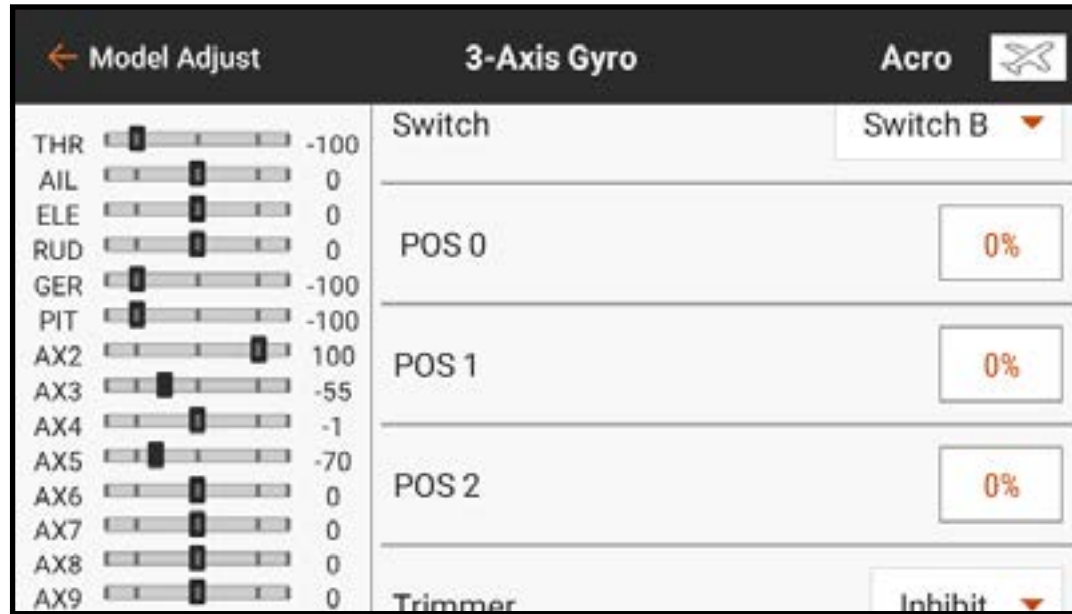 ← Model Adjust 3-Axis Gyro Acro
THR -100
AIL 0
ELE 0
RUD 0
GER -100
PIT -100
AX2 100
AX3 -55
AX4 -1
AX5 -70
AX6 0
AX7 0
AX8 0
AX9 0
Switch Switch B
POS 0 0%
POS 1 0%
POS 2 0%
Trimmer Inhibit